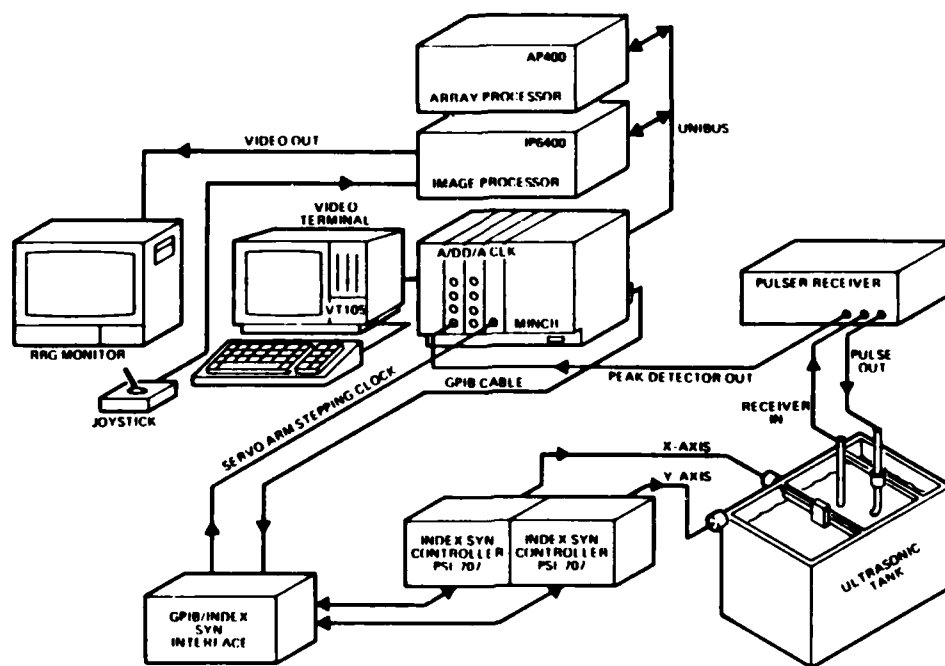 AP400
ARRAY PROCESSOR
UNIBUS
VIDEO OUT
IP6400
IMAGE PROCESSOR
VIDEO
TERMINAL
A/DD/A CLK
PULSER RECEIVER
VT105
MINCII
RRG MONITOR
PEAK DETECTOR OUT
PULSE
OUT
GPIB CABLE
JOYSTICK
SERVO ARM STEPPING CLOCK
RECEIVER
IN
X-AXIS
Y AXIS
INDEX SYN
CONTROLLER
PSI 707
INDEX SYN
CONTROLLER
PSI 707
ULTRASONIC
TANK
GPIB/INDEX
SYN
INTERFACE